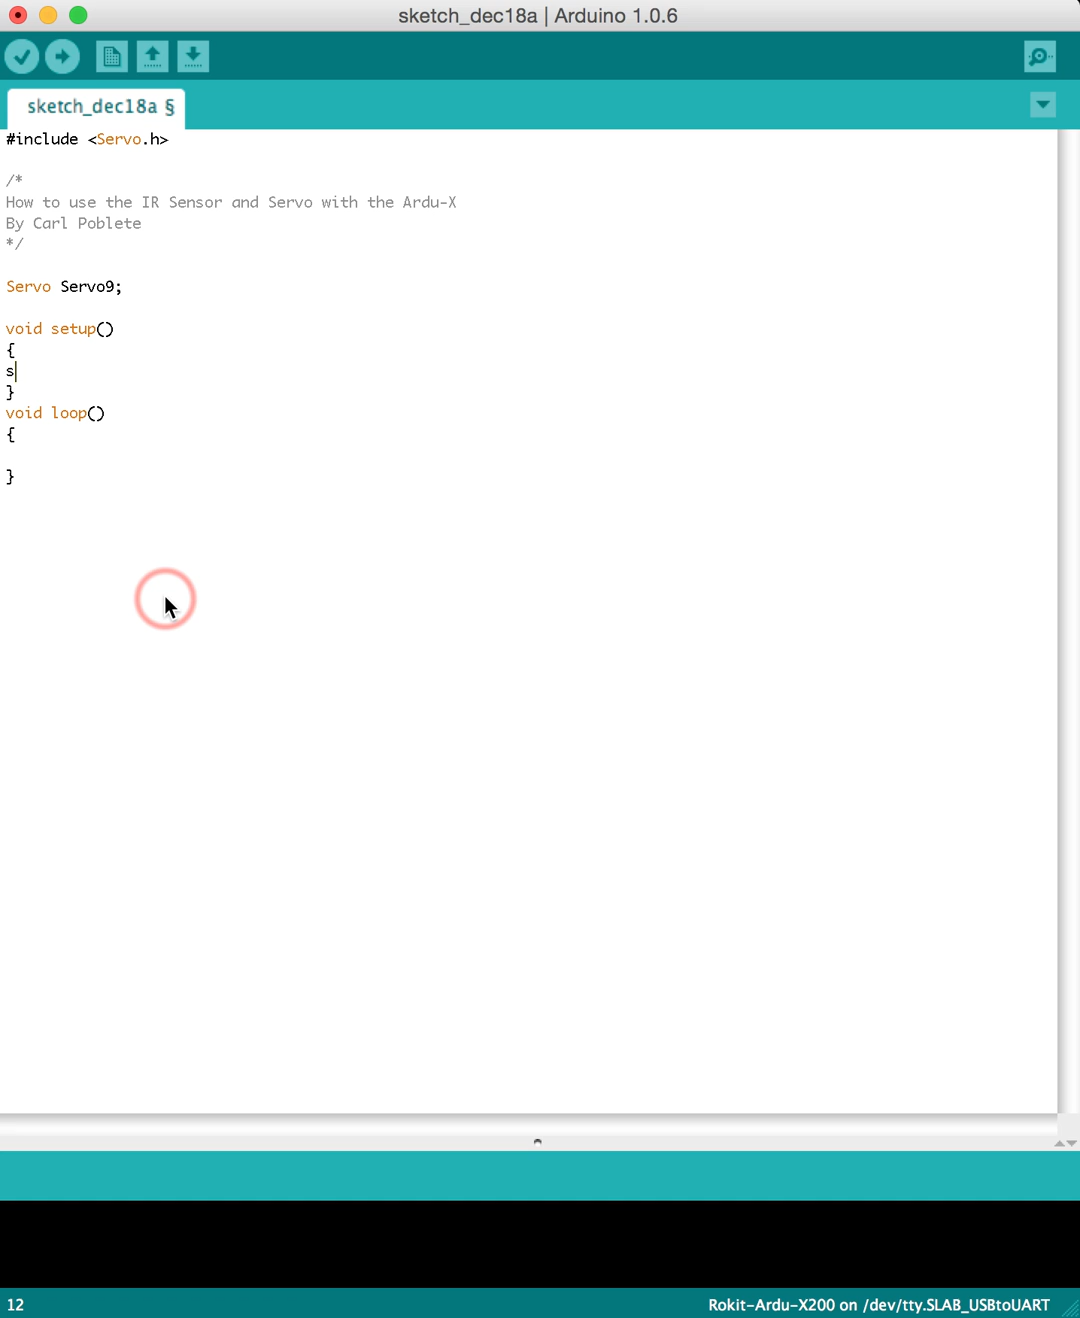 sketch_dec18a | Arduino 1.0.6
sketch_dec18a §
#include <Servo.h>
/*
How to use the IR Sensor and Servo with the Ardu-X
By Carl Poblete
*/
Servo Servo9;
void setup()
{
s
}
void loop()
{
}
12
Rokit-Ardu-X200 on /dev/tty.SLAB_USBtoUART